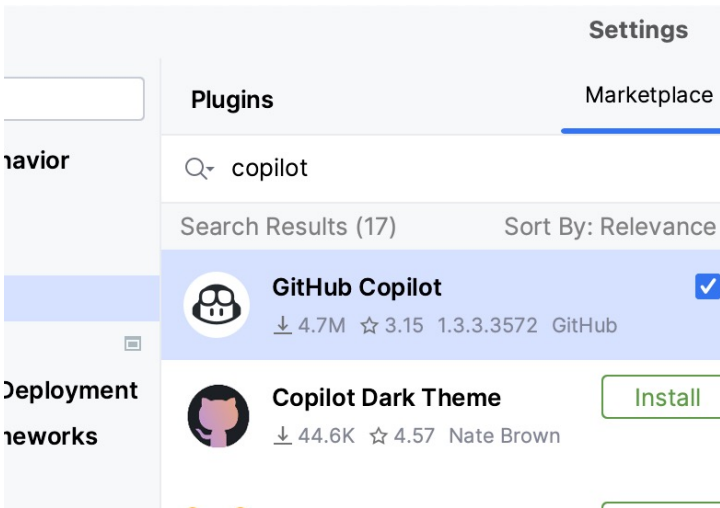 Settings
Plugins
Marketplace
havior
copilot
Search Results (17)
Sort By: Relevance
GitHub Copilot
4.7M 3.15 1.3.3.3572 GitHub
Deployment
Copilot Dark Theme
Install
neworks
44.6K 4.57 Nate Brown